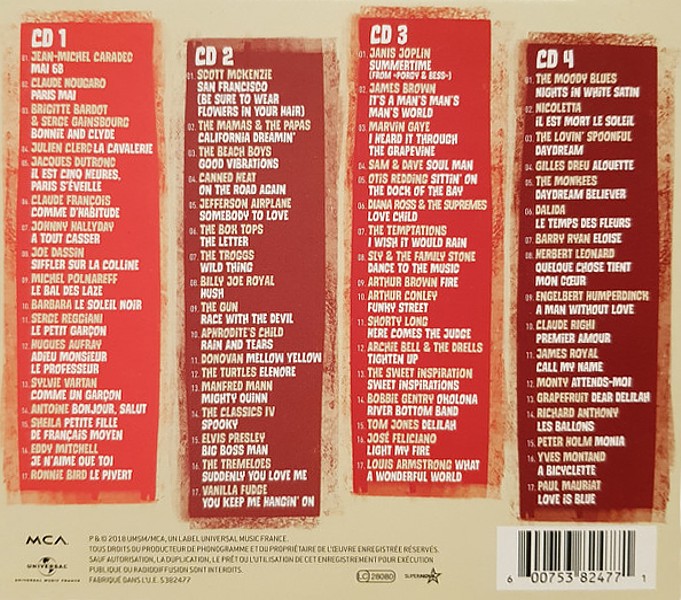 CD 1
01. JEAN-MICHEL CARADEC
MAI 68
02. CLAUDE NOUGARO
PARIS MAI
03. BRIGITTE BARDOT
& SERGE GAINSBOURG
BONNIE AND CLYDE
04. JULIEN CLERC LA CAVALERIE
05. JACQUES DUTRONC
IL EST CINQ HEURES,
PARIS S'ÉVEILLE
06. CLAUDE FRANÇOIS
COMME D'HABITUDE
07. JOHNNY HALLYDAY
A TOUT CASSER
08. JOE DASSIN
SIFFLER SUR LA COLLINE
09. MICHEL POLNAREFF
LE BAL DES LAZE
10. BARBARA LE SOLEIL NOIR
11. SERGE REGGIANI
LE PETIT GARÇON
12. HUGUES AUFRAY
ADIEU MONSIEUR
LE PROFESSEUR
13. SYLVIE VARTAN
COMME UN GARÇON
14. ANTOINE BONJOUR, SALUT
15. SHEILA PETITE FILLE
DE FRANÇAIS MOYEN
16. EDDY MITCHELL
JE N'AIME QUE TOI
17. RONNIE BIRD LE PIVERT
CD 2
01. SCOTT MCKENZIE
SAN FRANCISCO
(BE SURE TO WEAR
FLOWERS IN YOUR HAIR)
02. THE MAMAS & THE PAPAS
CALIFORNIA DREAMIN'
03. THE BEACH BOYS
GOOD VIBRATIONS
04. CANNED HEAT
ON THE ROAD AGAIN
05. JEFFERSON AIRPLANE
SOMEBODY TO LOVE
06. THE BOX TOPS
THE LETTER
07. THE TROGGS
WILD THING
08. BILLY JOE ROYAL
HUSH
09. THE GUN
RACE WITH THE DEVIL
10. APHRODITE'S CHILD
RAIN AND TEARS
11. DONOVAN MELLOW YELLOW
12. THE TURTLES ELENORE
13. MANFRED MANN
MIGHTY QUINN
14. THE CLASSICS IV
SPOOKY
15. ELVIS PRESLEY
BIG BOSS MAN
16. THE TREMELOES
SUDDENLY YOU LOVE ME
17. VANILLA FUDGE
YOU KEEP ME HANGIN' ON
CD 3
01. JANIS JOPLIN
SUMMERTIME
(FROM «PORGY & BESS»)
02. JAMES BROWN
IT'S A MAN'S MAN'S
MAN'S WORLD
03. MARVIN GAYE
I HEARD IT THROUGH
THE GRAPEVINE
04. SAM & DAVE SOUL MAN
05. OTIS REDDING SITTIN' ON
THE DOCK OF THE BAY
06. DIANA ROSS & THE SUPREMES
LOVE CHILD
07. THE TEMPTATIONS
I WISH IT WOULD RAIN
08. SLY & THE FAMILY STONE
DANCE TO THE MUSIC
09. ARTHUR BROWN FIRE
10. ARTHUR CONLEY
FUNKY STREET
11. SHORTY LONG
HERE COMES THE JUDGE
12. ARCHIE BELL & THE DRELLS
TIGHTEN UP
13. THE SWEET INSPIRATION
SWEET INSPIRATIONS
14. BOBBIE GENTRY OKOLONA
RIVER BOTTOM BAND
15. TOM JONES DELILAH
16. JOSÉ FELICIANO
LIGHT MY FIRE
17. LOUIS ARMSTRONG WHAT
A WONDERFUL WORLD
CD 4
01. THE MOODY BLUES
NIGHTS IN WHITE SATIN
02. NICOLETTA
IL EST MORT LE SOLEIL
03. THE LOVIN' SPOONFUL
DAYDREAM
04. GILLES DREU ALOUETTE
05. THE MONKEES
DAYDREAM BELIEVER
06. DALIDA
LE TEMPS DES FLEURS
07. BARRY RYAN ELOISE
08. HERBERT LEONARD
QUELQUE CHOSE TIENT
MON CŒUR
09. ENGELBERT HUMPERDINCK
A MAN WITHOUT LOVE
10. CLAUDE RIGHI
PREMIER AMOUR
11. JAMES ROYAL
CALL MY NAME
12. MONTY ATTENDS-MOI
13. GRAPEFRUIT DEAR DELILAH
14. RICHARD ANTHONY
LES BALLONS
15. PETER HOLM MONIA
16. YVES MONTAND
A BICYCLETTE
17. PAUL MAURIAT
LOVE IS BLUE
MCA
UNIVERSAL
UNIVERSAL MUSIC FRANCE
P & © 2018 UMSM/MCA, UN LABEL UNIVERSAL MUSIC FRANCE.
TOUS DROITS DU PRODUCTEUR DE PHONOGRAMME ET DU PROPRIÉTAIRE DE L'ŒUVRE ENREGISTRÉE RÉSERVÉS.
SAUF AUTORISATION, LA DUPLICATION, LE PRÊT OU L'UTILISATION DE CET ENREGISTREMENT POUR EXÉCUTION
PUBLIQUE OU RADIODIFFUSION SONT INTERDITS.
FABRIQUÉ DANS L'U.E. 5382477
LC 28080
SUPERNOVA
6 00753 82477 1